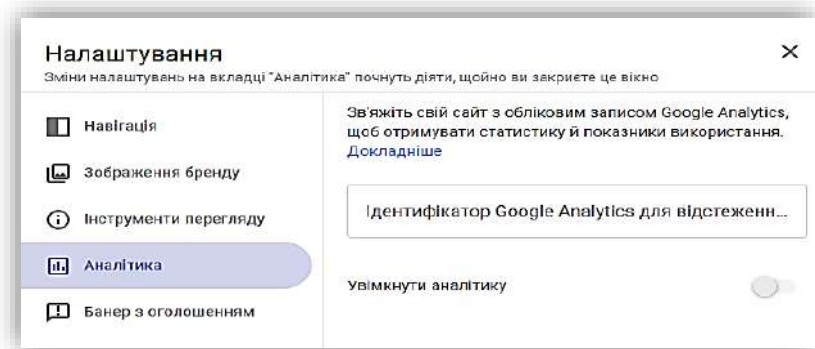 Налаштування
Зміни налаштувань на вкладці "Аналітика" почнуть діяти, щойно ви закриєте це вікно
Навігація
Зображення бренду
Інструменти перегляду
Аналітика
Банер з оголошенням
Зв'яжіть свій сайт з обліковим записом Google Analytics,
щоб отримувати статистику й показники використання.
Докладніше
Ідентифікатор Google Analytics для відстеженн...
Увімкнути аналітику